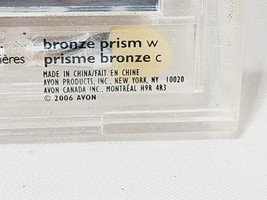 bronze prism w
ières prisme bronze c
MADE IN CHINA/FAIT EN CHINE
AVON PRODUCTS, INC., NEW YORK, NY 10020
AVON CANADA INC., MONTRÉAL H9R 4R3
© 2006 AVON